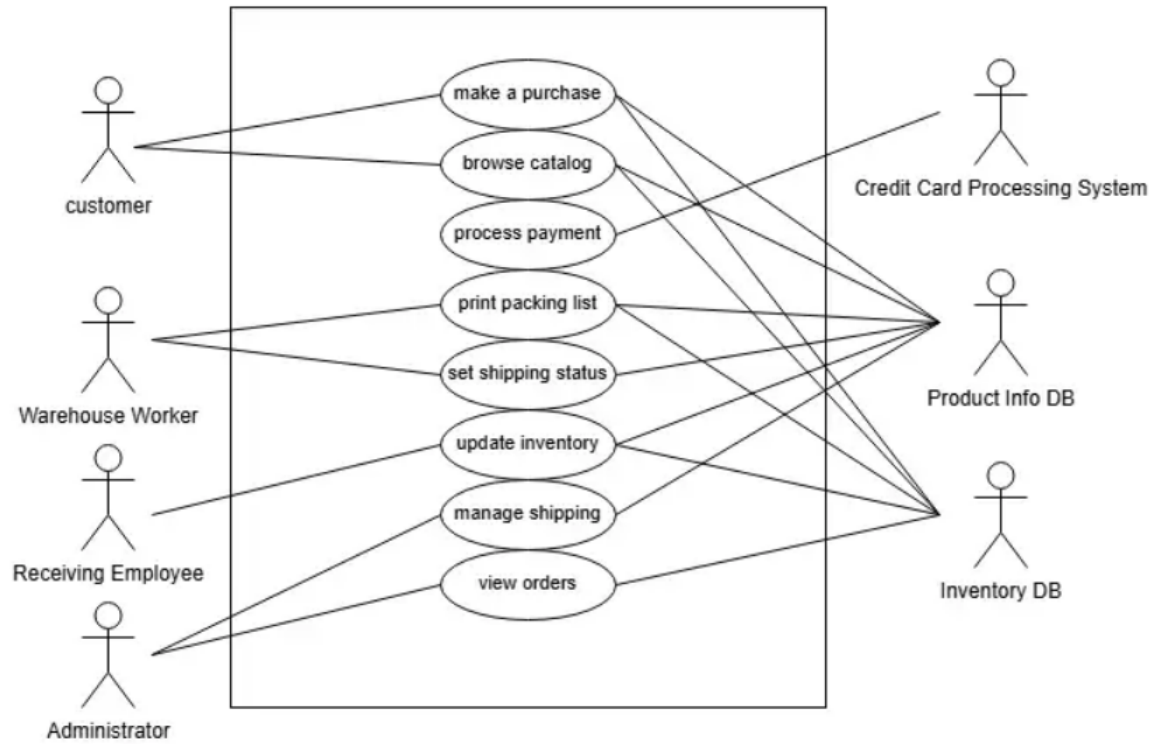 customer
Warehouse Worker
Receiving Employee
Administrator
make a purchase
browse catalog
process payment
print packing list
set shipping status
update inventory
manage shipping
view orders
Credit Card Processing System
Product Info DB
Inventory DB